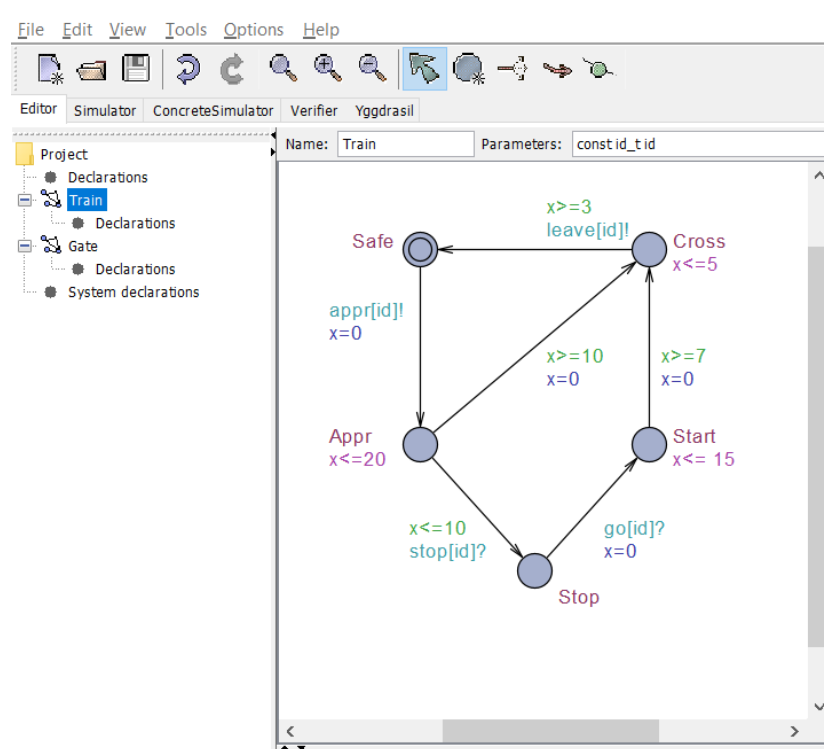 File Edit View Tools Options Help
Editor Simulator ConcreteSimulator Verifier Yggdrasil
Project
Declarations
Train
Declarations
Gate
Declarations
System declarations
Name: Train Parameters: const id_t id
x>=3
leave[id]!
Safe
Cross
x<=5
appr[id]!
x=0
x>=10
x=0
x>=7
x=0
Appr
x<=20
Start
x<= 15
x<=10
stop[id]?
go[id]?
x=0
Stop